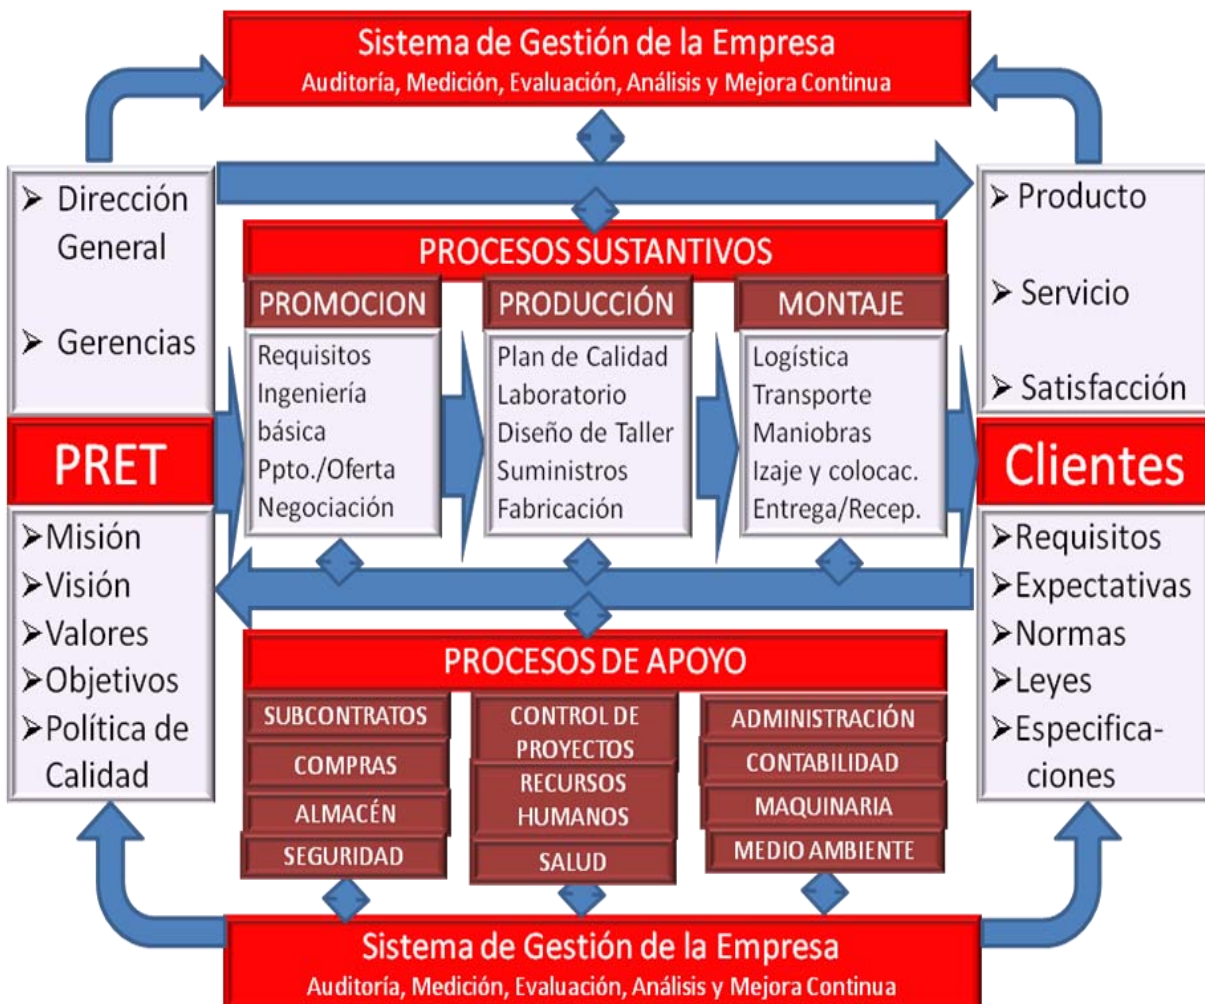 Sistema de Gestión de la Empresa
Auditoría, Medición, Evaluación, Análisis y Mejora Continua
➢ Dirección
General
➢ Gerencias
PRET
➢Misión
➢Visión
➢Valores
➢Objetivos
➢Política de
Calidad
PROCESOS SUSTANTIVOS
PROMOCION
Requisitos
Ingeniería
básica
Ppto./Oferta
Negociación
PRODUCCIÓN
Plan de Calidad
Laboratorio
Diseño de Taller
Suministros
Fabricación
MONTAJE
Logística
Transporte
Maniobras
Izaje y colocac.
Entrega/Recep.
➢ Producto
➢ Servicio
➢ Satisfacción
Clientes
➢Requisitos
➢Expectativas
➢Normas
➢Leyes
➢Especifica-
ciones
PROCESOS DE APOYO
SUBCONTRATOS
COMPRAS
ALMACÉN
SEGURIDAD
CONTROL DE
PROYECTOS
RECURSOS
HUMANOS
SALUD
ADMINISTRACIÓN
CONTABILIDAD
MAQUINARIA
MEDIO AMBIENTE
Sistema de Gestión de la Empresa
Auditoría, Medición, Evaluación, Análisis y Mejora Continua